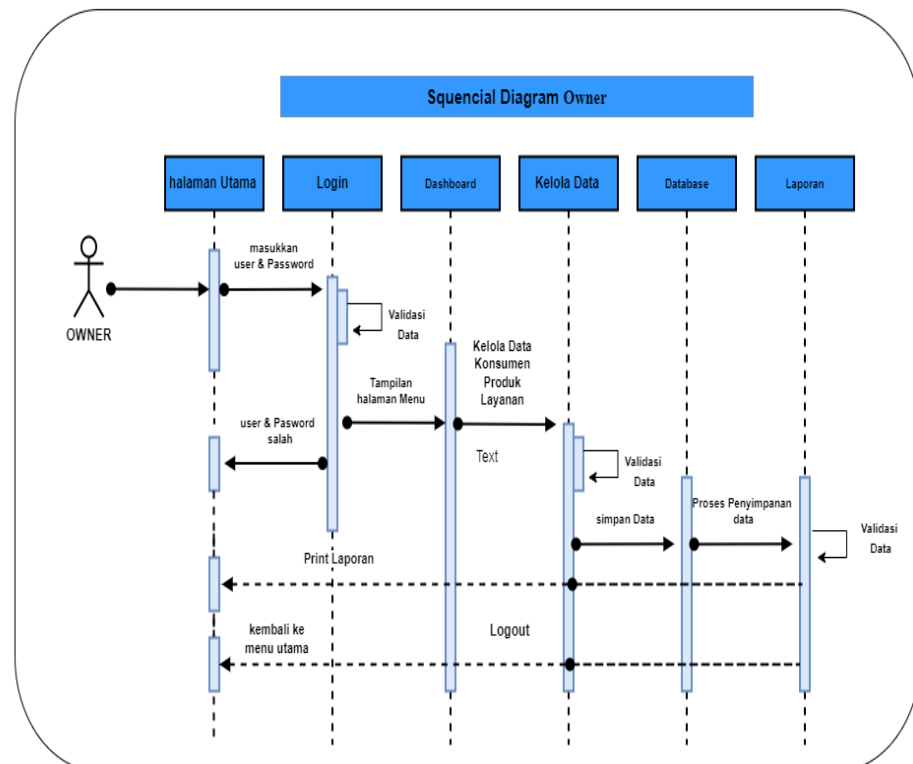 Squencial Diagram Owner
halaman Utama
Login
Dashboard
Kelola Data
Database
Laporan
masukkan
user & Password
OWNER
Validasi
Data
Kelola Data
Konsumen
Produk
Layanan
Tampilan
halaman Menu
user & Pasword
salah
Text
Validasi
Data
simpan Data
Proses Penyimpanan
data
Validasi
Data
Print Laporan
kembali ke
menu utama
Logout